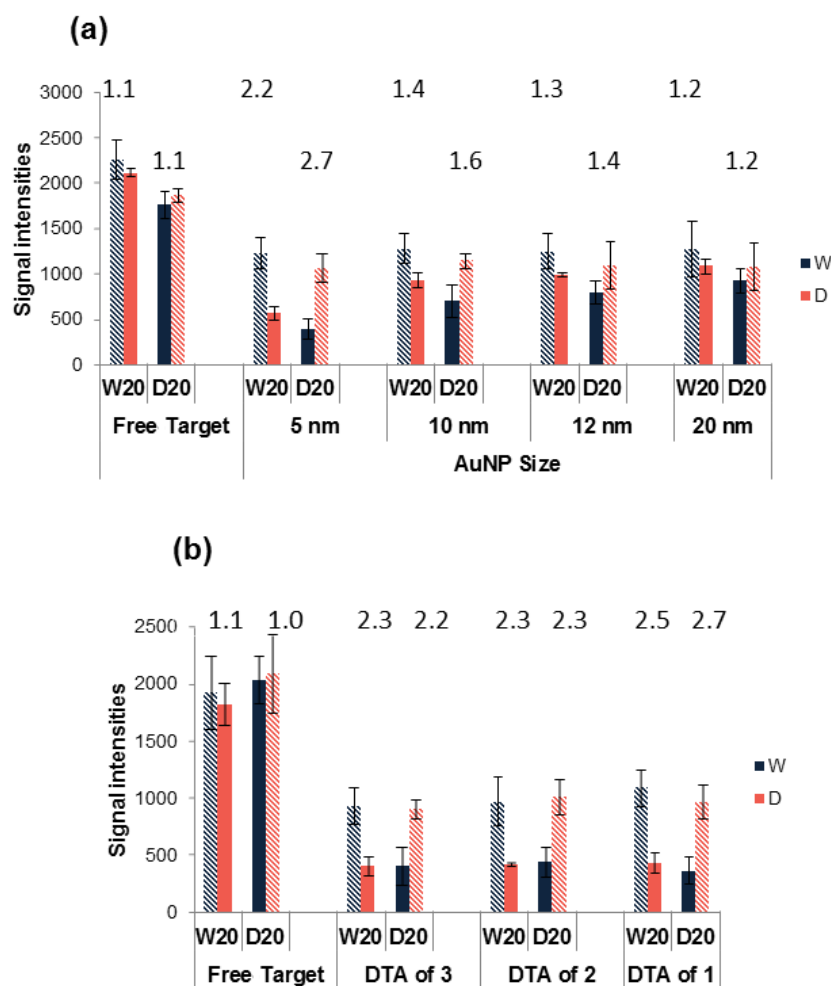 (a)
1.1 2.2 1.4 1.3 1.2
1.1 2.7 1.6 1.4 1.2
3000
2500
2000
1500
1000
500
0
Signal intensities
W
D
W20 D20 W20 D20 W20 D20 W20 D20 W20 D20
Free Target 5 nm 10 nm 12 nm 20 nm
AuNP Size
(b)
1.1 1.0 2.3 2.2 2.3 2.3 2.5 2.7
2500
2000
1500
1000
500
0
Signal intensities
W
D
W20 D20 W20 D20 W20 D20 W20 D20
Free Target DTA of 3 DTA of 2 DTA of 1